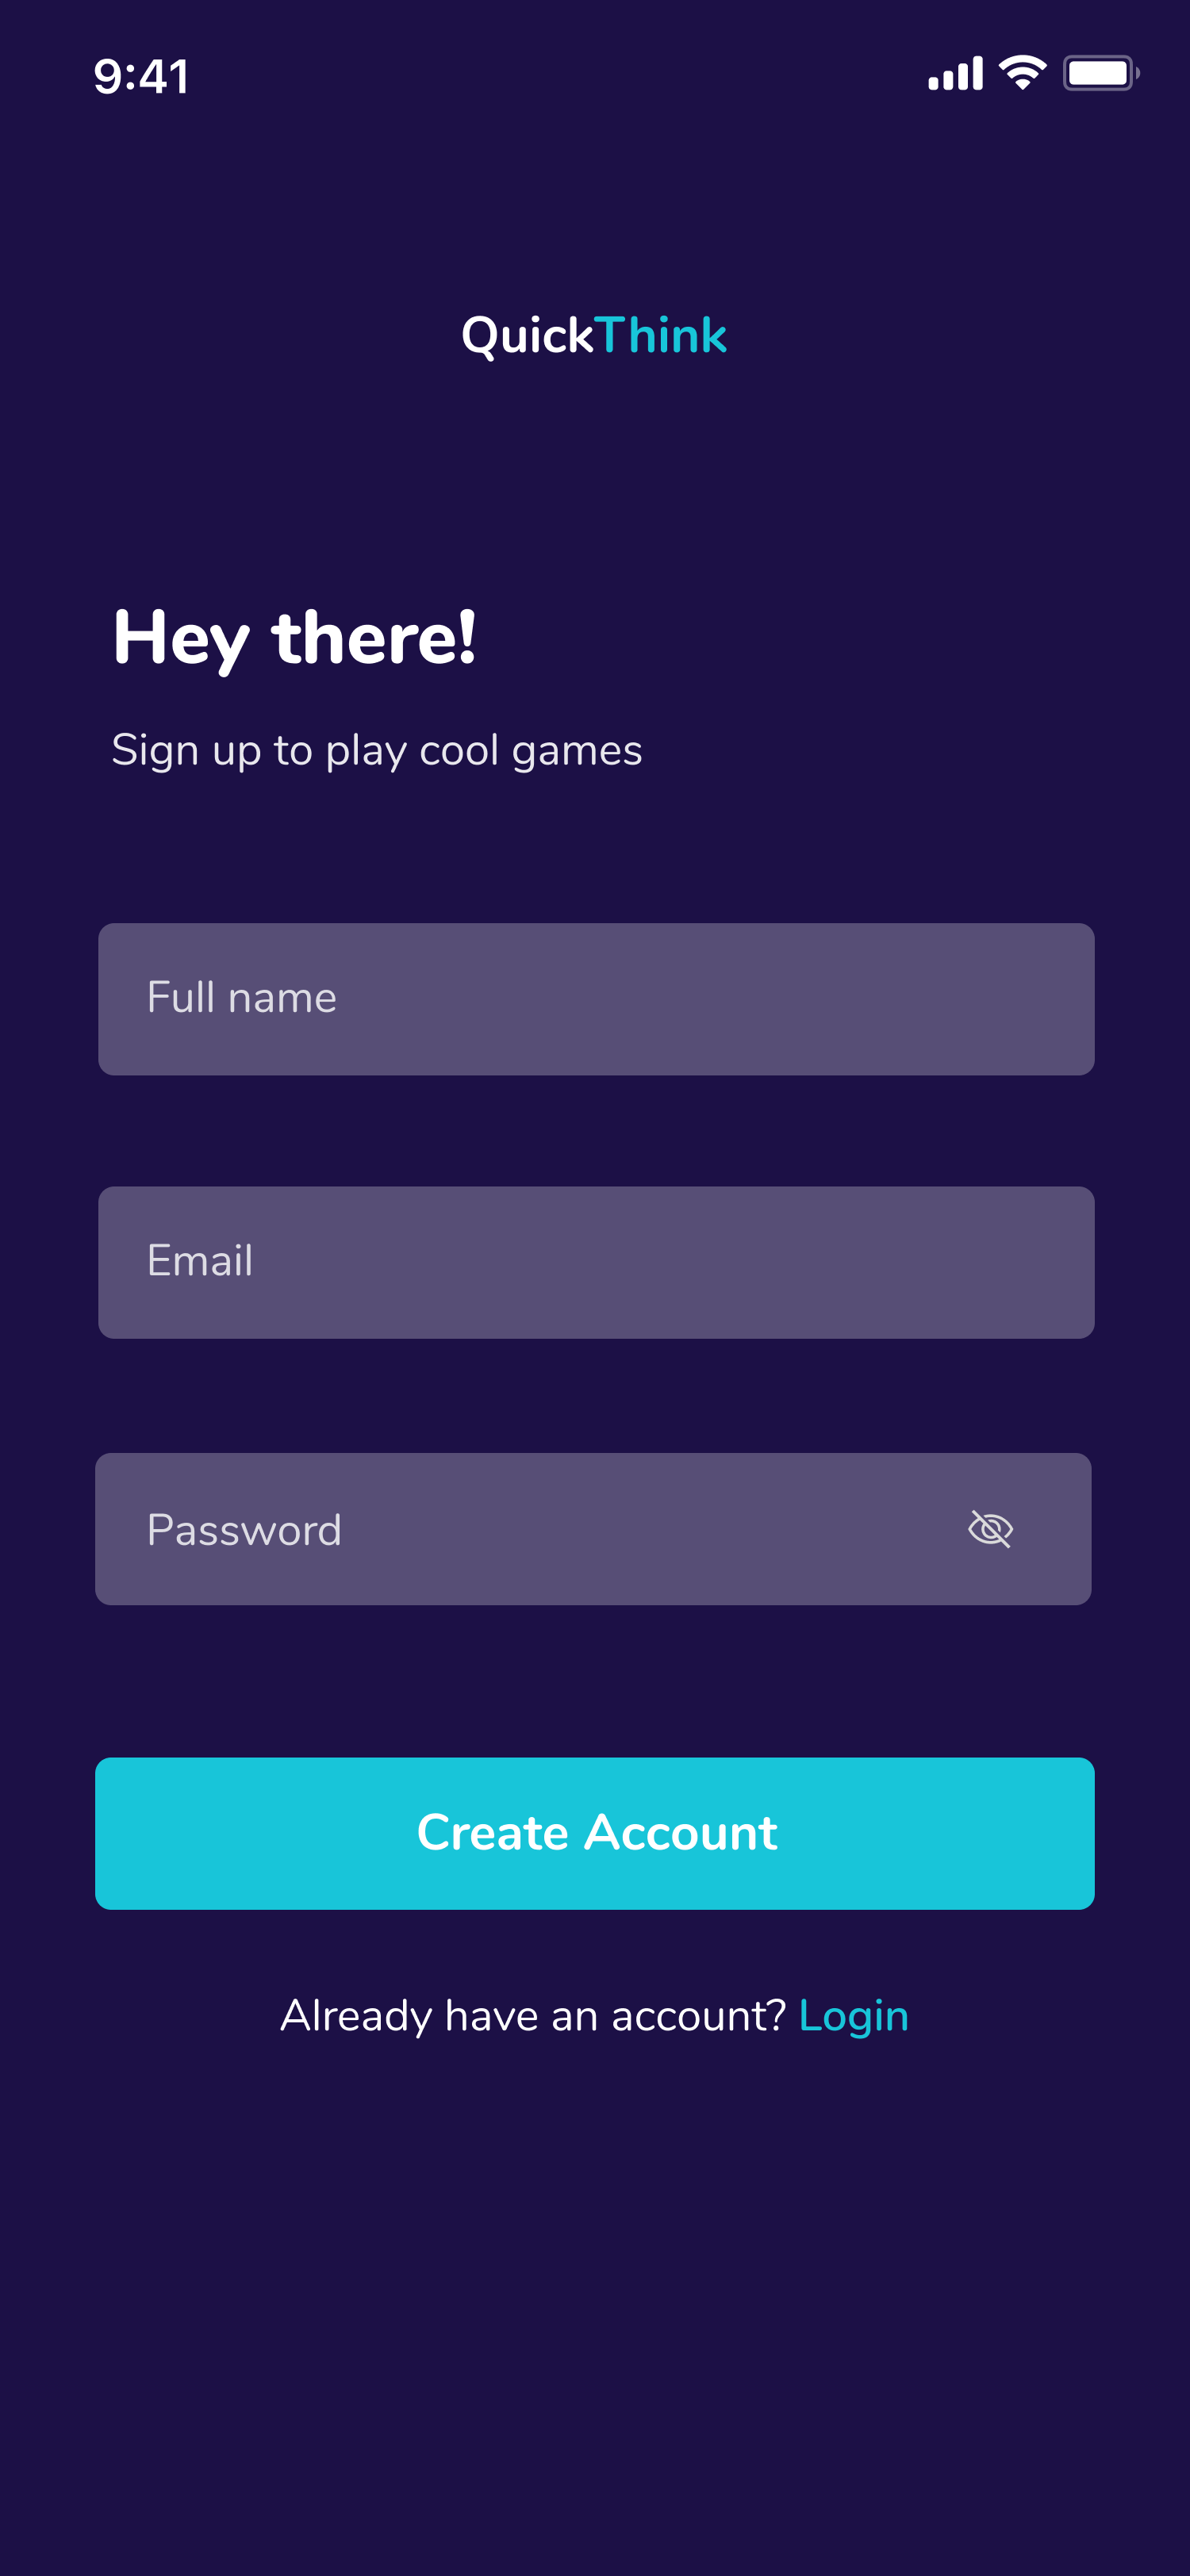 9:41
QuickThink
Hey there!
Sign up to play cool games
Full name
Email
Password
Create Account
Already have an account? Login